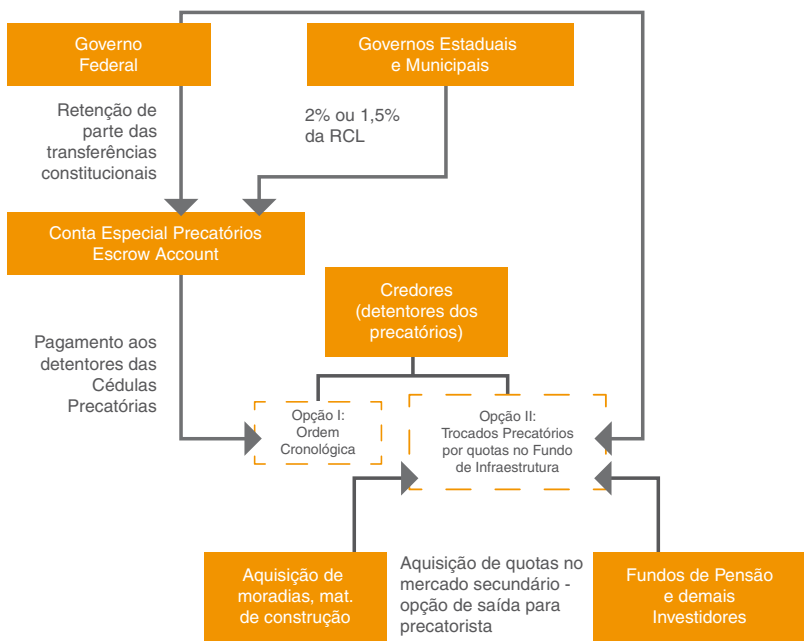 Governo
Federal
Governos Estaduais
e Municipais
Retenção de
parte das
transferências
constitucionais
2% ou 1,5%
da RCL
Conta Especial Precatórios
Escrow Account
Credores
(detentores dos
precatórios)
Pagamento aos
detentores das
Cédulas
Precatórias
Opção I:
Ordem
Cronológica
Opção II:
Trocados Precatórios
por quotas no Fundo
de Infraestrutura
Aquisição de
moradias, mat.
de construção
Aquisição de quotas no
mercado secundário -
opção de saída para
precatorista
Fundos de Pensão
e demais
Investidores